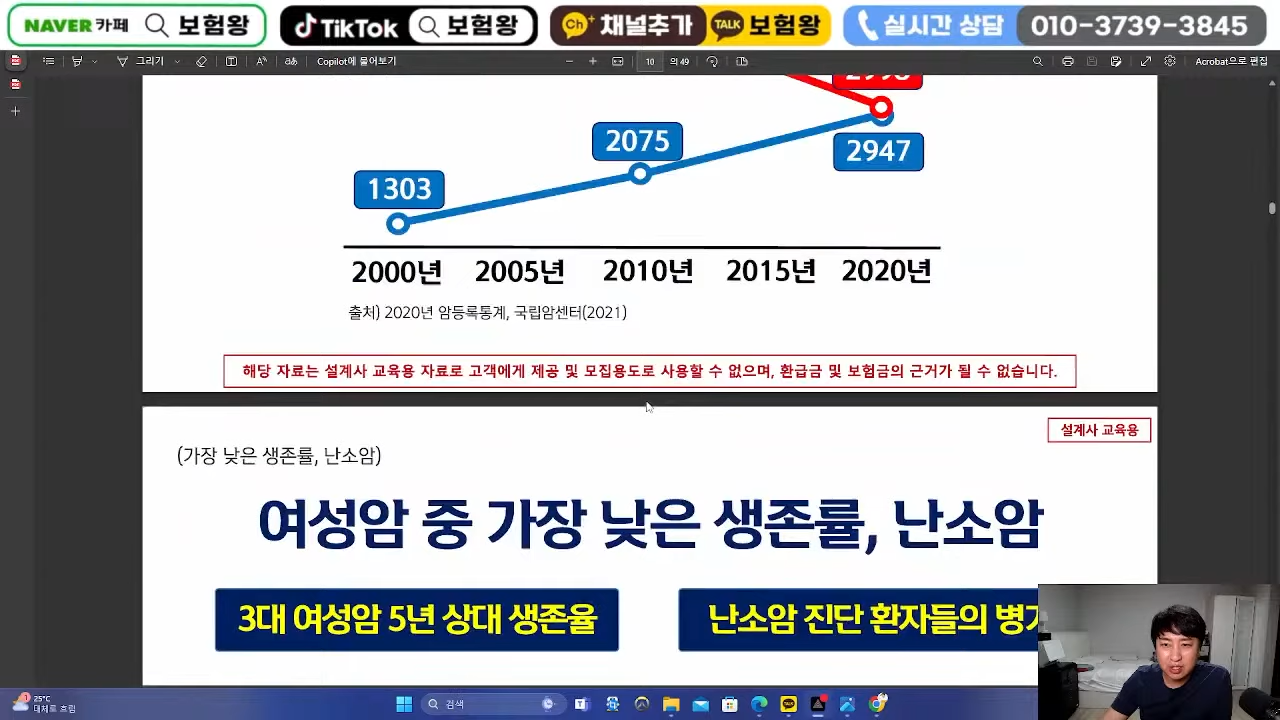 NAVER 카페 보험왕
TikTok 보험왕
Ch+ 채널추가 TALK 보험왕
실시간 상담 010-3739-3845
그리기 Copilot에 물어보기 10 의 49 Acrobat으로 편집
2075
2947
1303
2000년 2005년 2010년 2015년 2020년
출처) 2020년 암등록통계, 국립암센터(2021)
해당 자료는 설계사 교육용 자료로 고객에게 제공 및 모집용도로 사용할 수 없으며, 환급금 및 보험금의 근거가 될 수 없습니다.
설계사 교육용
(가장 낮은 생존률, 난소암)
여성암 중 가장 낮은 생존률, 난소암
3대 여성암 5년 상대 생존율
난소암 진단 환자들의
25°C
대체로 흐림
검색